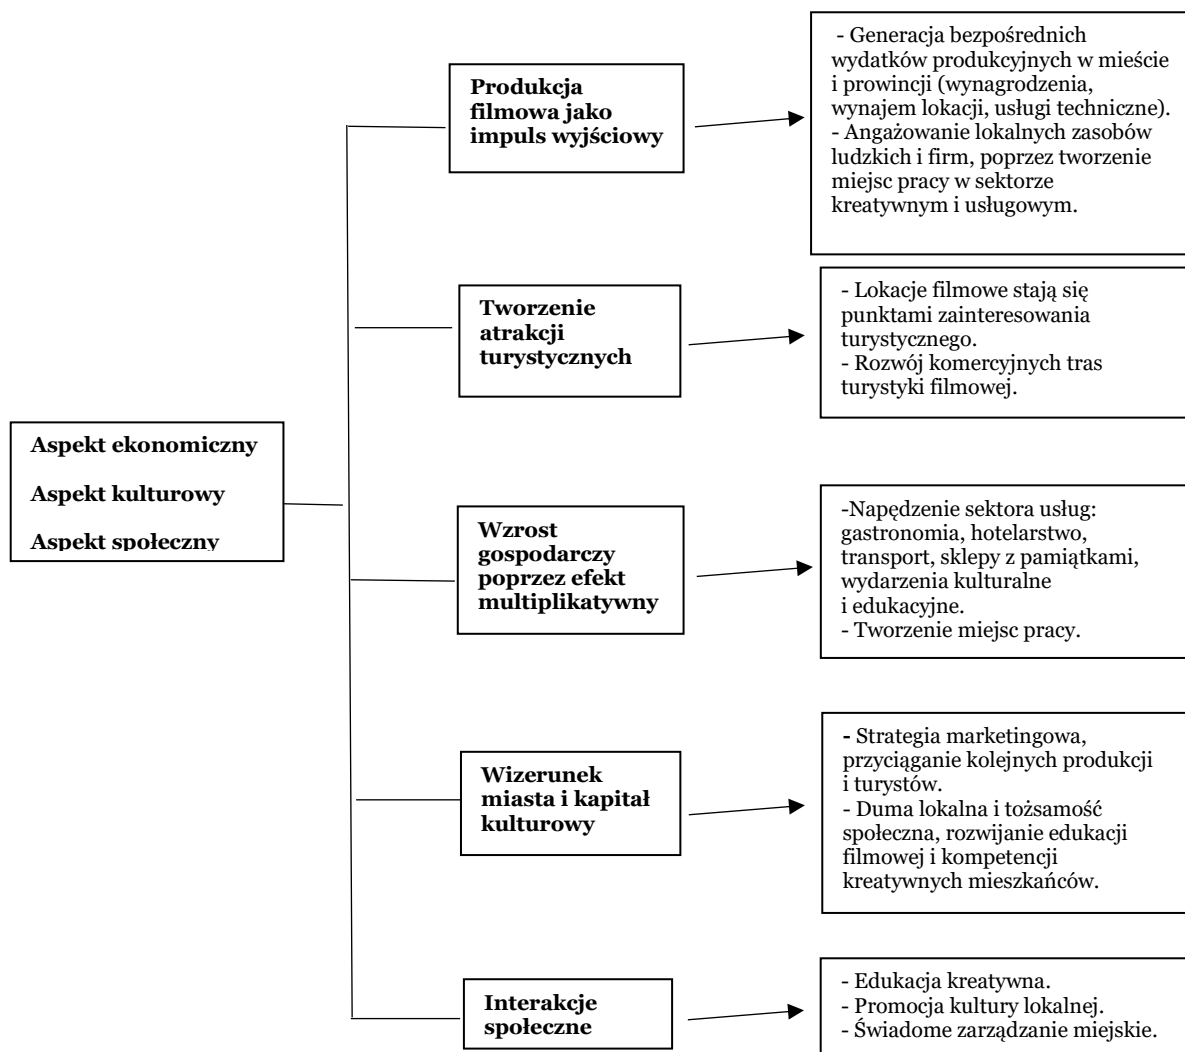 Aspekt ekonomiczny
Aspekt kulturowy
Aspekt społeczny
Produkcja
filmowa jako
impuls wyjściowy
- Generacja bezpośrednich
wydatków produkcyjnych w mieście
i prowincji (wynagrodzenia,
wynajem lokacji, usługi techniczne).
- Angażowanie lokalnych zasobów
ludzkich i firm, poprzez tworzenie
miejsc pracy w sektorze
kreatywnym i usługowym.
Tworzenie
atrakcji
turystycznych
- Lokacje filmowe stają się
punktami zainteresowania
turystycznego.
- Rozwój komercyjnych tras
turystyki filmowej.
Wzrost
gospodarczy
poprzez efekt
multiplikatywny
-Napędzenie sektora usług:
gastronomia, hotelarstwo,
transport, sklepy z pamiątkami,
wydarzenia kulturalne
i edukacyjne.
- Tworzenie miejsc pracy.
Wizerunek
miasta i kapitał
kulturowy
- Strategia marketingowa,
przyciąganie kolejnych produkcji
i turystów.
- Duma lokalna i tożsamość
społeczna, rozwijanie edukacji
filmowej i kompetencji
kreatywnych mieszkańców.
Interakcje
społeczne
- Edukacja kreatywna.
- Promocja kultury lokalnej.
- Świadome zarządzanie miejskie.